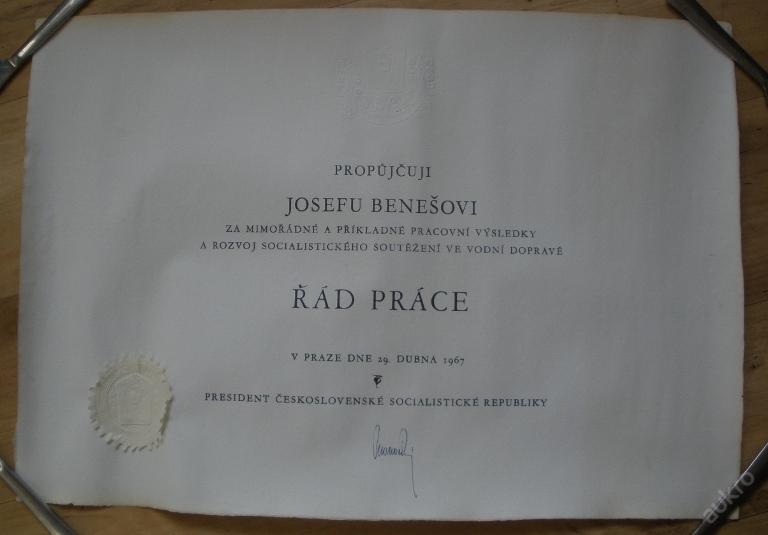 PROPŮJČUJI
JOSEFU BENEŠOVI
ZA MIMOŘÁDNÉ A PŘÍKLADNÉ PRACOVNÍ VÝSLEDKY
A ROZVOJ SOCIALISTICKÉHO SOUTĚŽENÍ VE VODNÍ DOPRAVĚ
ŘÁD PRÁCE
V PRAZE DNE 29. DUBNA 1967
PRESIDENT ČESKOSLOVENSKÉ SOCIALISTICKÉ REPUBLIKY
aukro